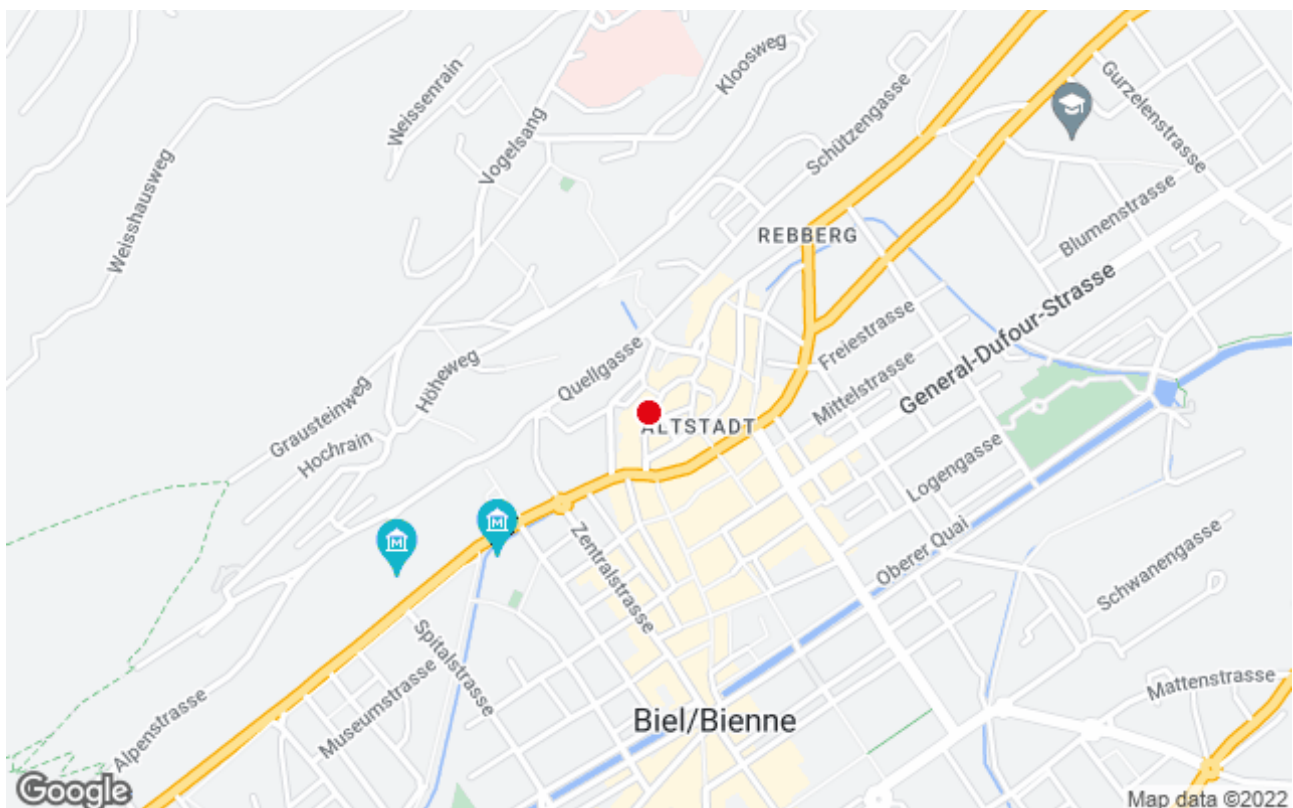 Kloosweg
Gurzelenstrasse
Weissenrain
Vogelsang
Schützengasse
Weisshausweg
Blumenstrasse
REBBERG
General-Dufour-Strasse
Freiestrasse
Quellgasse
Höheweg
Mittelstrasse
Grausteinweg
ALTSTADT
Hochrain
Logengasse
Oberer Quai
Zentralstrasse
Schwanengasse
Spitalstrasse
Museumstrasse
Mattenstrasse
Alpenstrasse
Biel/Bienne
Google
Map data ©2022